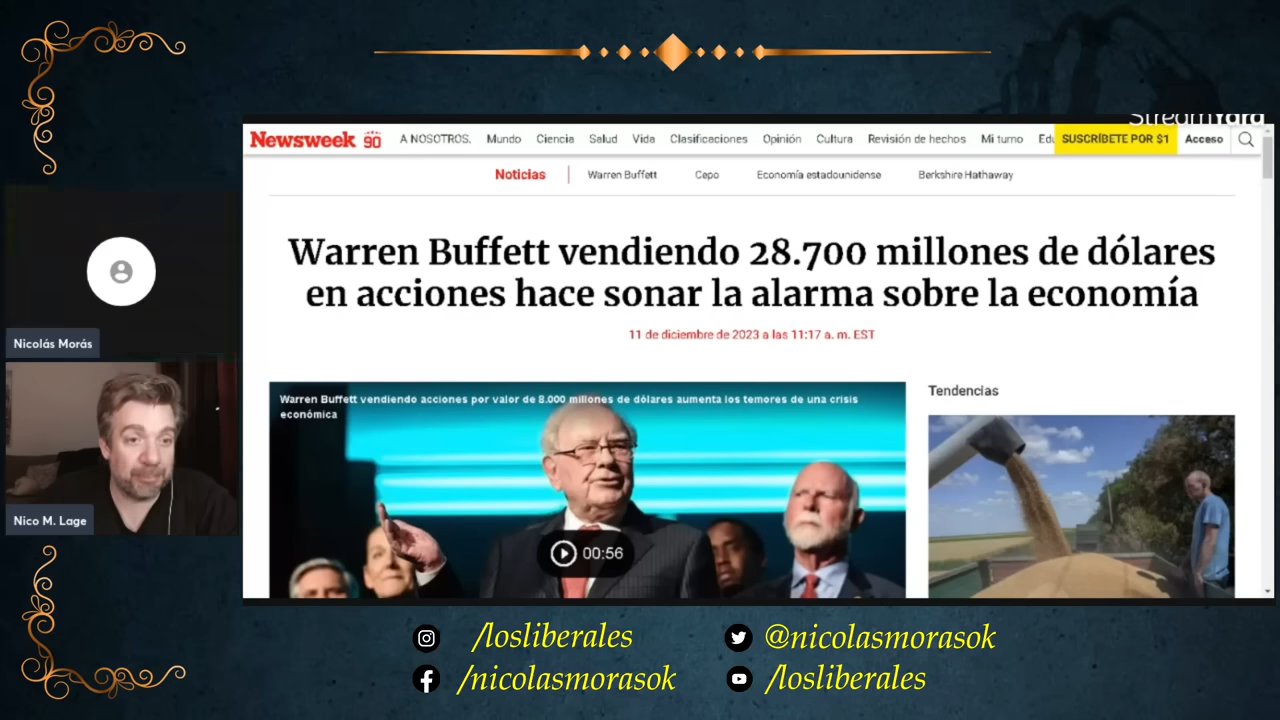 StreamYard
Newsweek 90 A NOSOTROS. Mundo Ciencia Salud Vida Clasificaciones Opinión Cultura Revisión de hechos Mi turno Edu SUSCRÍBETE POR $1 Acceso
Noticias Warren Buffett Cepo Economía estadounidense Berkshire Hathaway
Warren Buffett vendiendo 28.700 millones de dólares
en acciones hace sonar la alarma sobre la economía
11 de diciembre de 2023 a las 11:17 a. m. EST
Warren Buffett vendiendo acciones por valor de 8.000 millones de dólares aumenta los temores de una crisis
económica
00:56
Tendencias
Nicolás Morás
Nico M. Lage
/losliberales
@nicolasmorasok
/nicolasmorasok
/losliberales